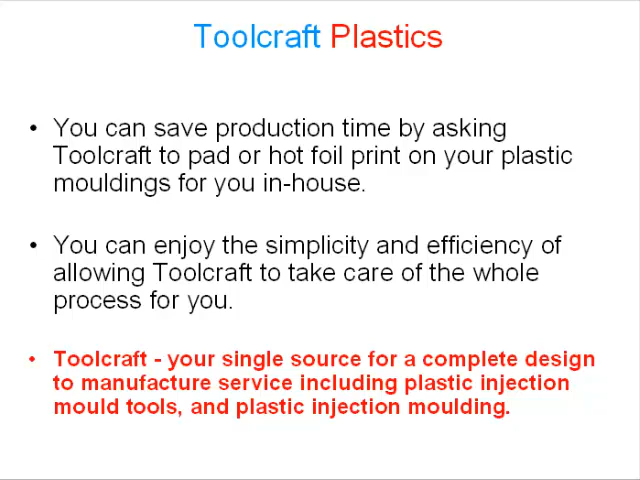 Toolcraft Plastics
• You can save production time by asking
Toolcraft to pad or hot foil print on your plastic
mouldings for you in-house.
• You can enjoy the simplicity and efficiency of
allowing Toolcraft to take care of the whole
process for you.
• Toolcraft - your single source for a complete design
to manufacture service including plastic injection
mould tools, and plastic injection moulding.